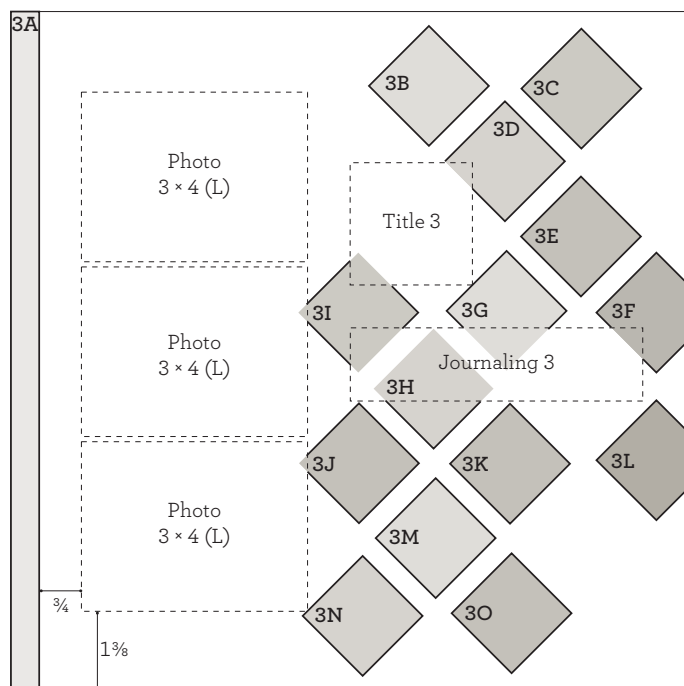 3A
3B
3C
3D
Photo
3 × 4 (L)
Title 3
3E
3I
3G
3F
Photo
3 × 4 (L)
Journaling 3
3H
3J
3K
3L
Photo
3 × 4 (L)
3M
¾
3N
3O
1⅜